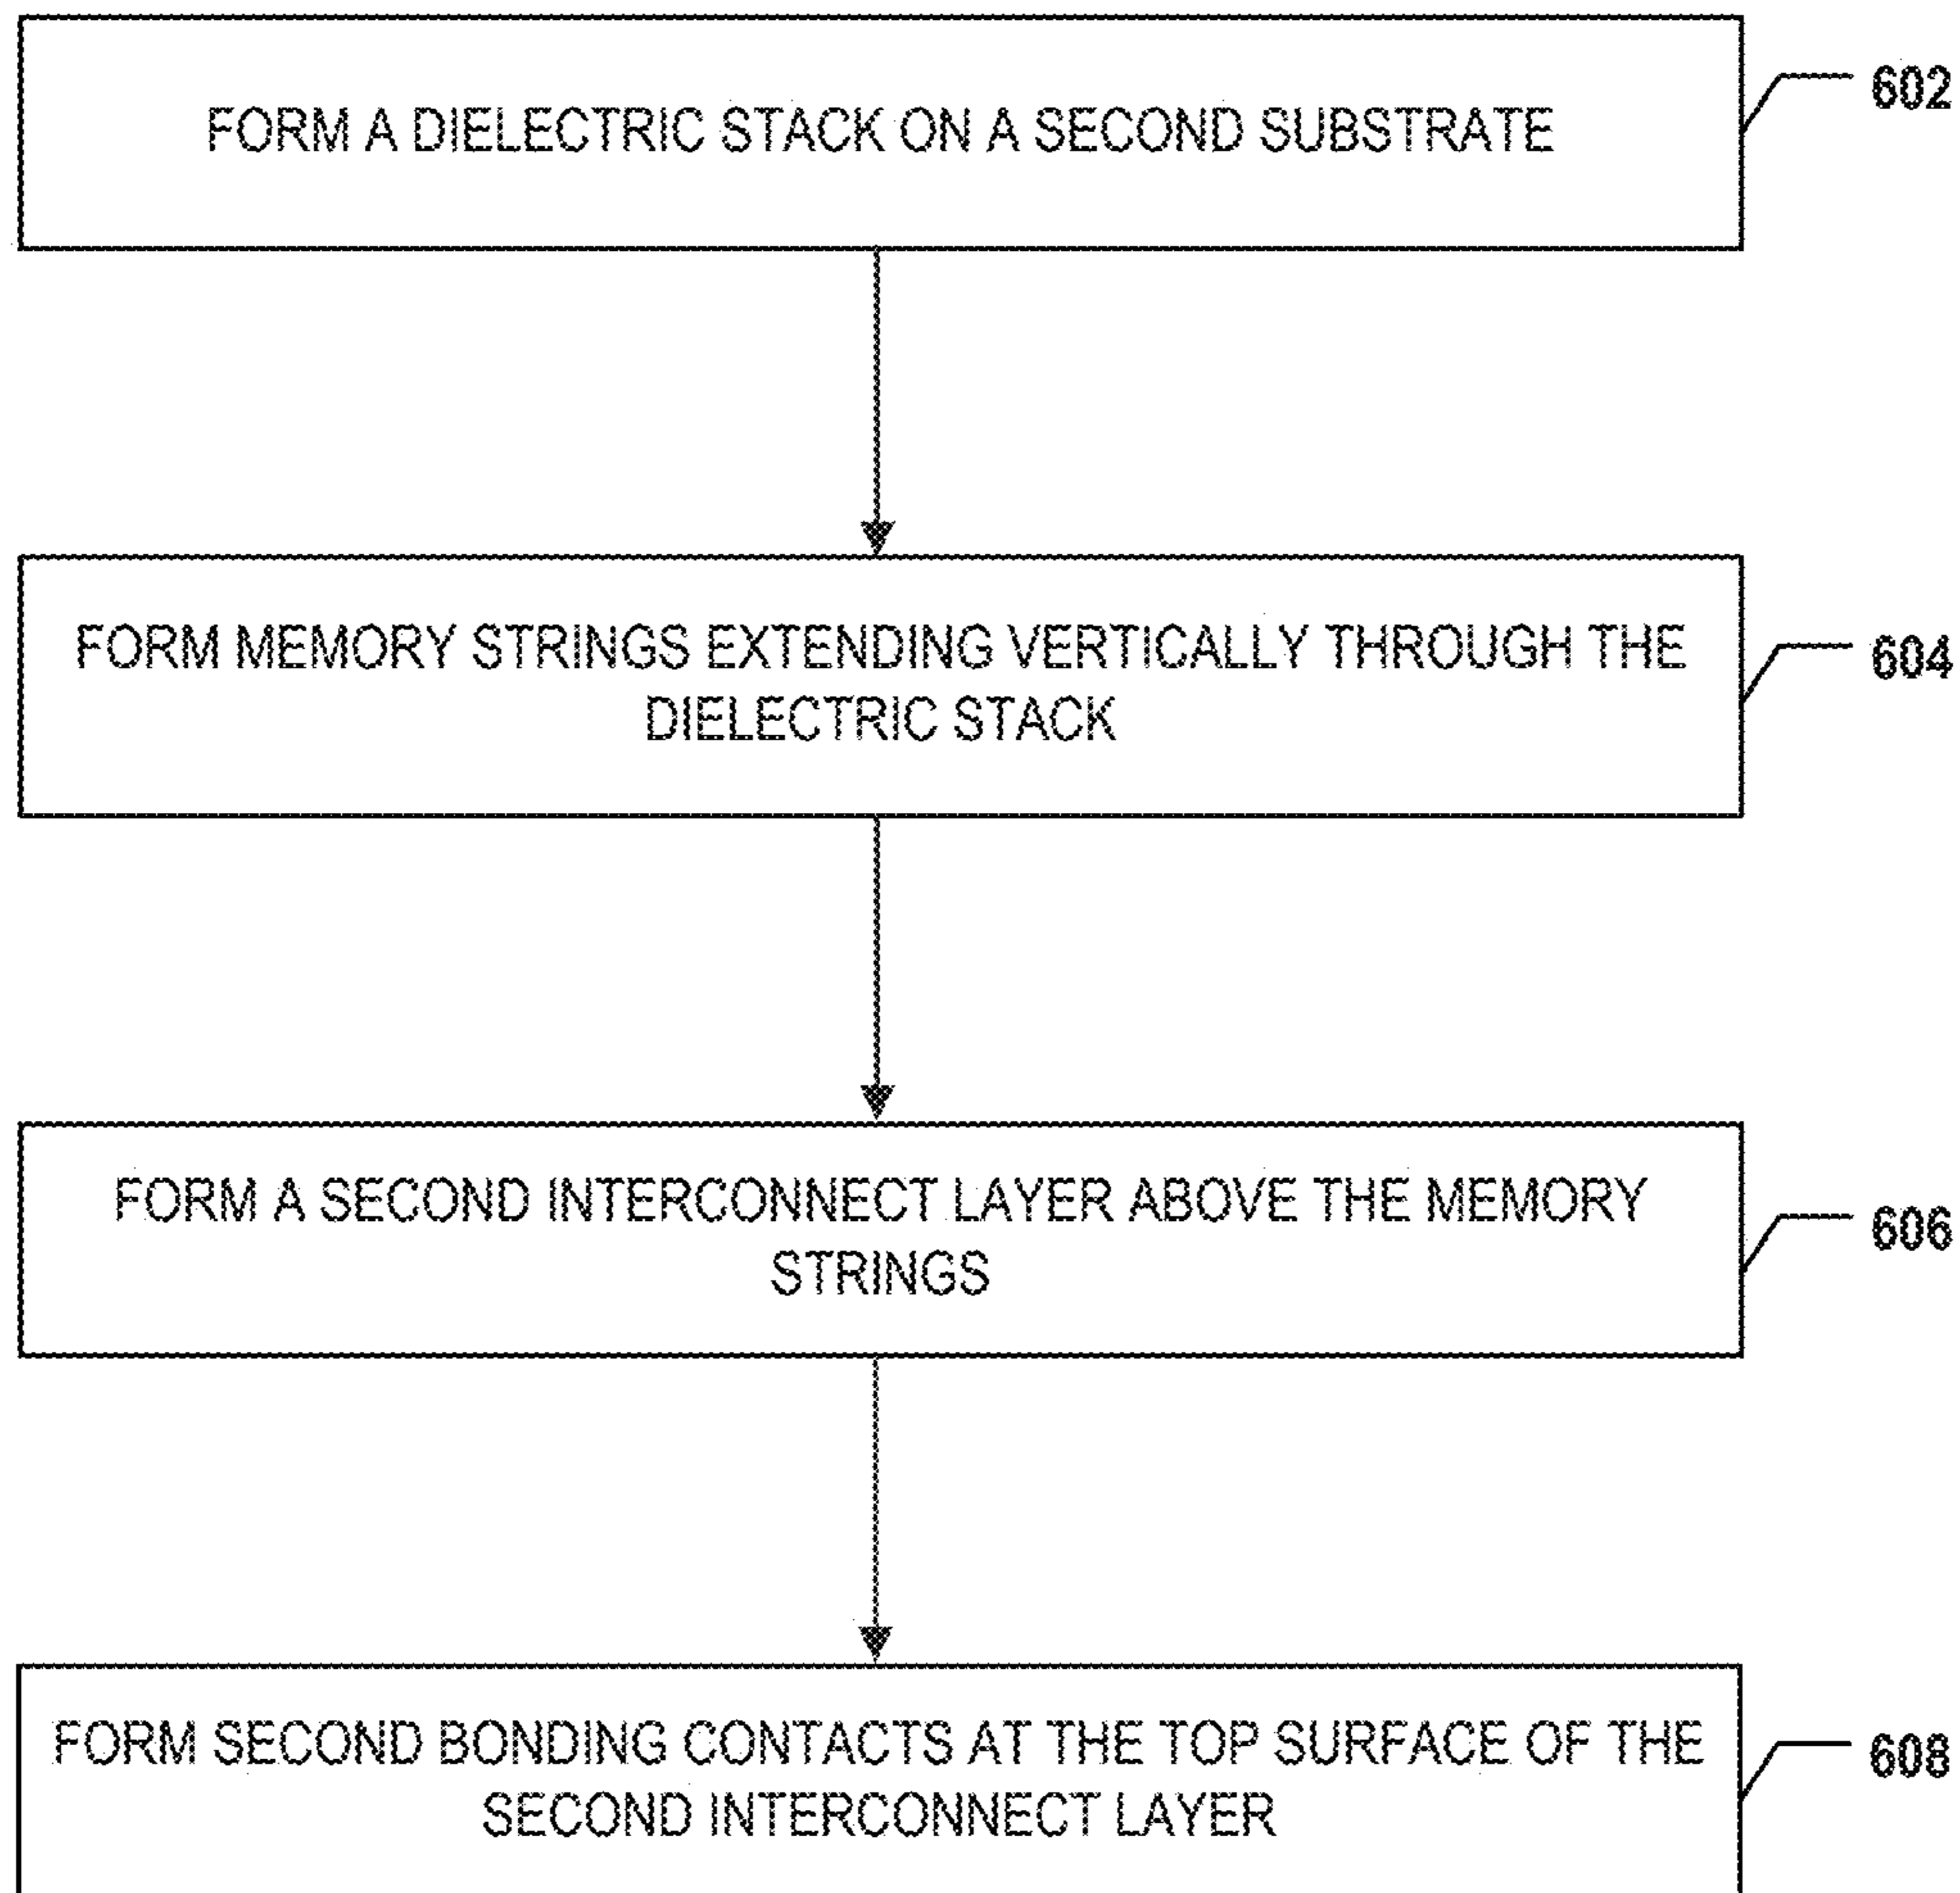 FORM A DIELECTRIC STACK ON A SECOND SUBSTRATE
602
FORM MEMORY STRINGS EXTENDING VERTICALLY THROUGH THE
DIELECTRIC STACK
604
FORM A SECOND INTERCONNECT LAYER ABOVE THE MEMORY
STRINGS
606
FORM SECOND BONDING CONTACTS AT THE TOP SURFACE OF THE
SECOND INTERCONNECT LAYER
608